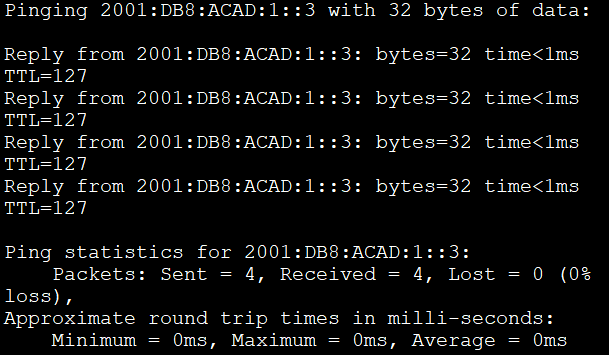 Pinging 2001:DB8:ACAD:1::3 with 32 bytes of data:
Reply from 2001:DB8:ACAD:1::3: bytes=32 time<1ms
TTL=127
Reply from 2001:DB8:ACAD:1::3: bytes=32 time<1ms
TTL=127
Reply from 2001:DB8:ACAD:1::3: bytes=32 time<1ms
TTL=127
Reply from 2001:DB8:ACAD:1::3: bytes=32 time<1ms
TTL=127
Ping statistics for 2001:DB8:ACAD:1::3:
    Packets: Sent = 4, Received = 4, Lost = 0 (0%
loss),
Approximate round trip times in milli-seconds:
    Minimum = 0ms, Maximum = 0ms, Average = 0ms